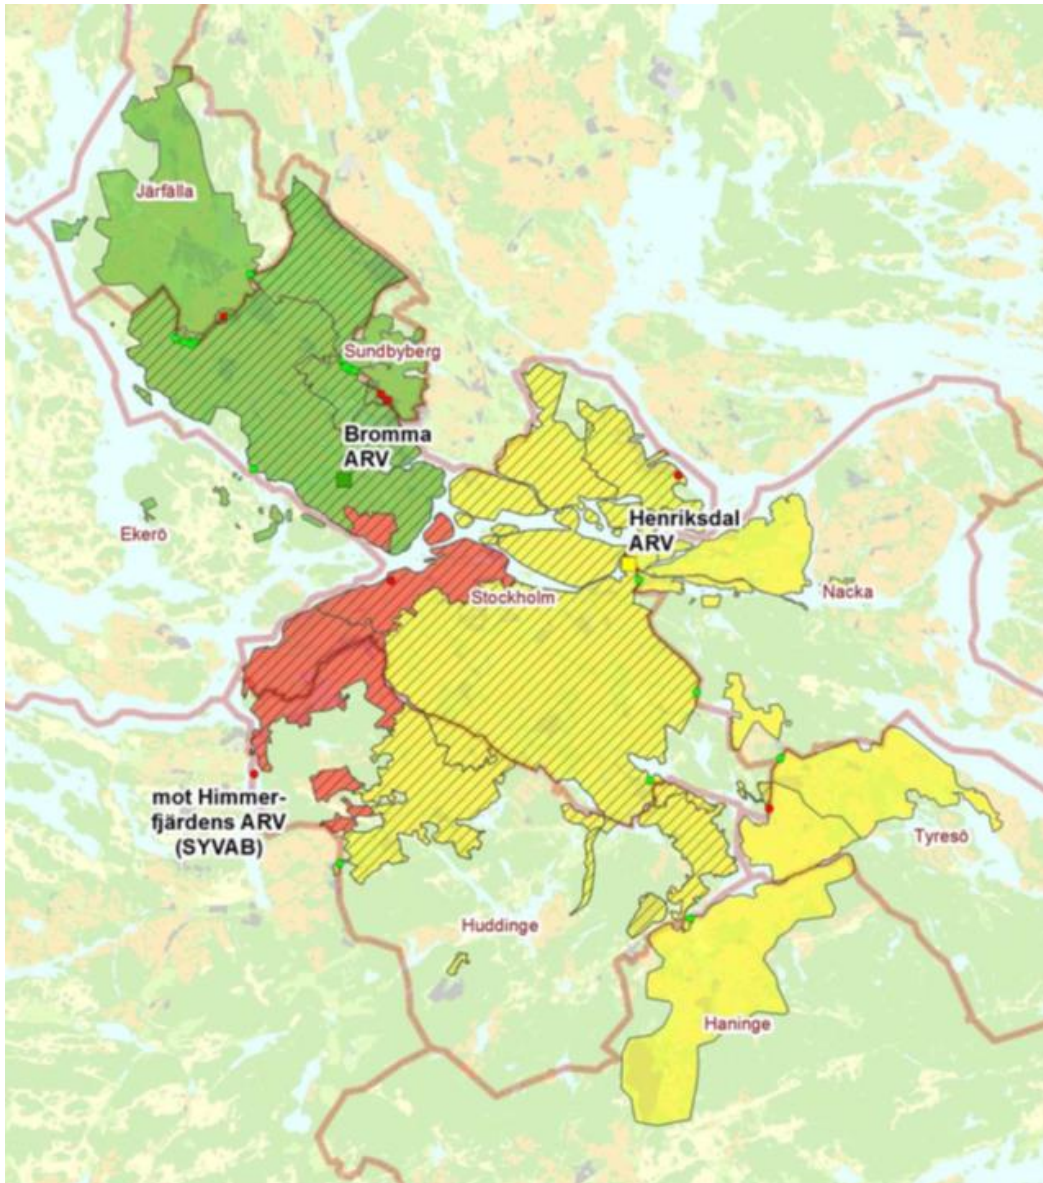 Järfälla
Sundbyberg
Bromma
ARV
Ekerö
Henriksdal
ARV
Stockholm
Nacka
mot Himmer-
fjärdens ARV
(SYVAB)
Tyresö
Huddinge
Haninge